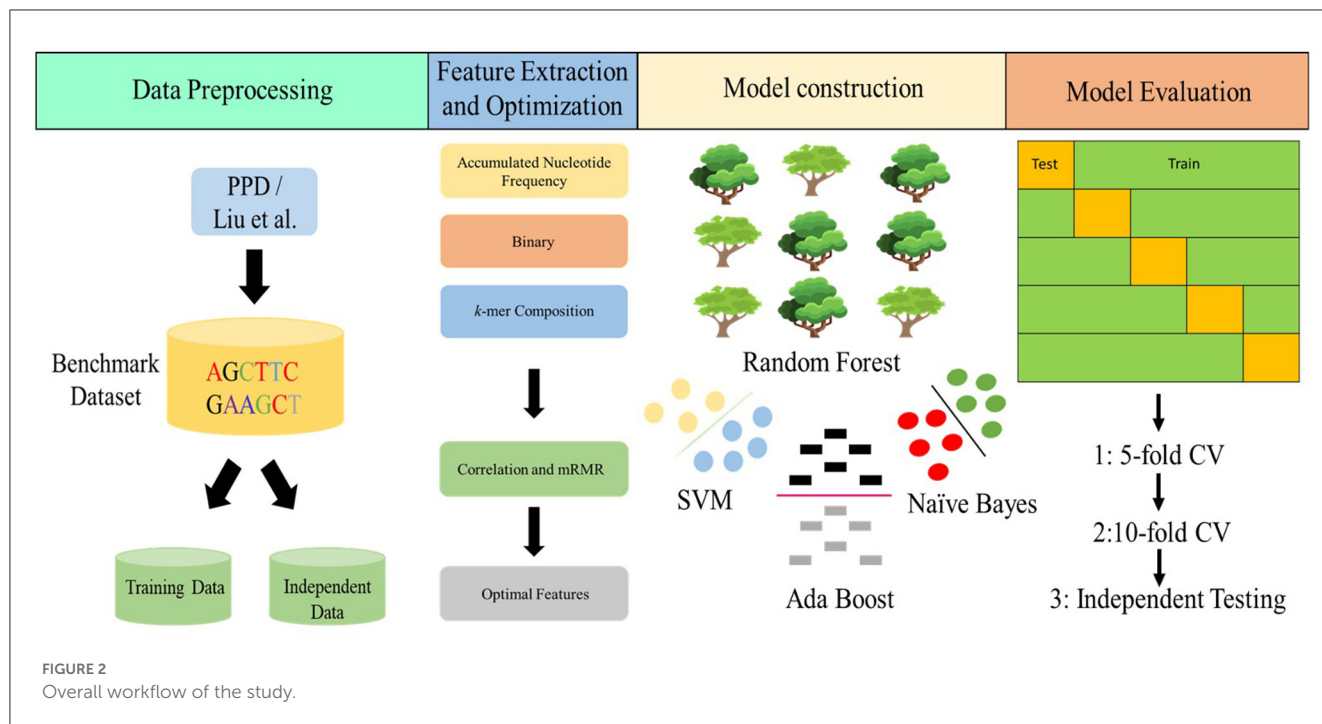 Data Preprocessing
Feature Extraction
and Optimization
Model construction
Model Evaluation
PPD /
Liu et al.
Benchmark
Dataset
AGCTTC
GAAGCT
Training Data
Independent
Data
Accumulated Nucleotide
Frequency
Binary
k-mer Composition
Correlation and mRMR
Optimal Features
Random Forest
SVM
Naïve Bayes
Ada Boost
Test
Train
1: 5-fold CV
2:10-fold CV
3: Independent Testing
FIGURE 2
Overall workflow of the study.